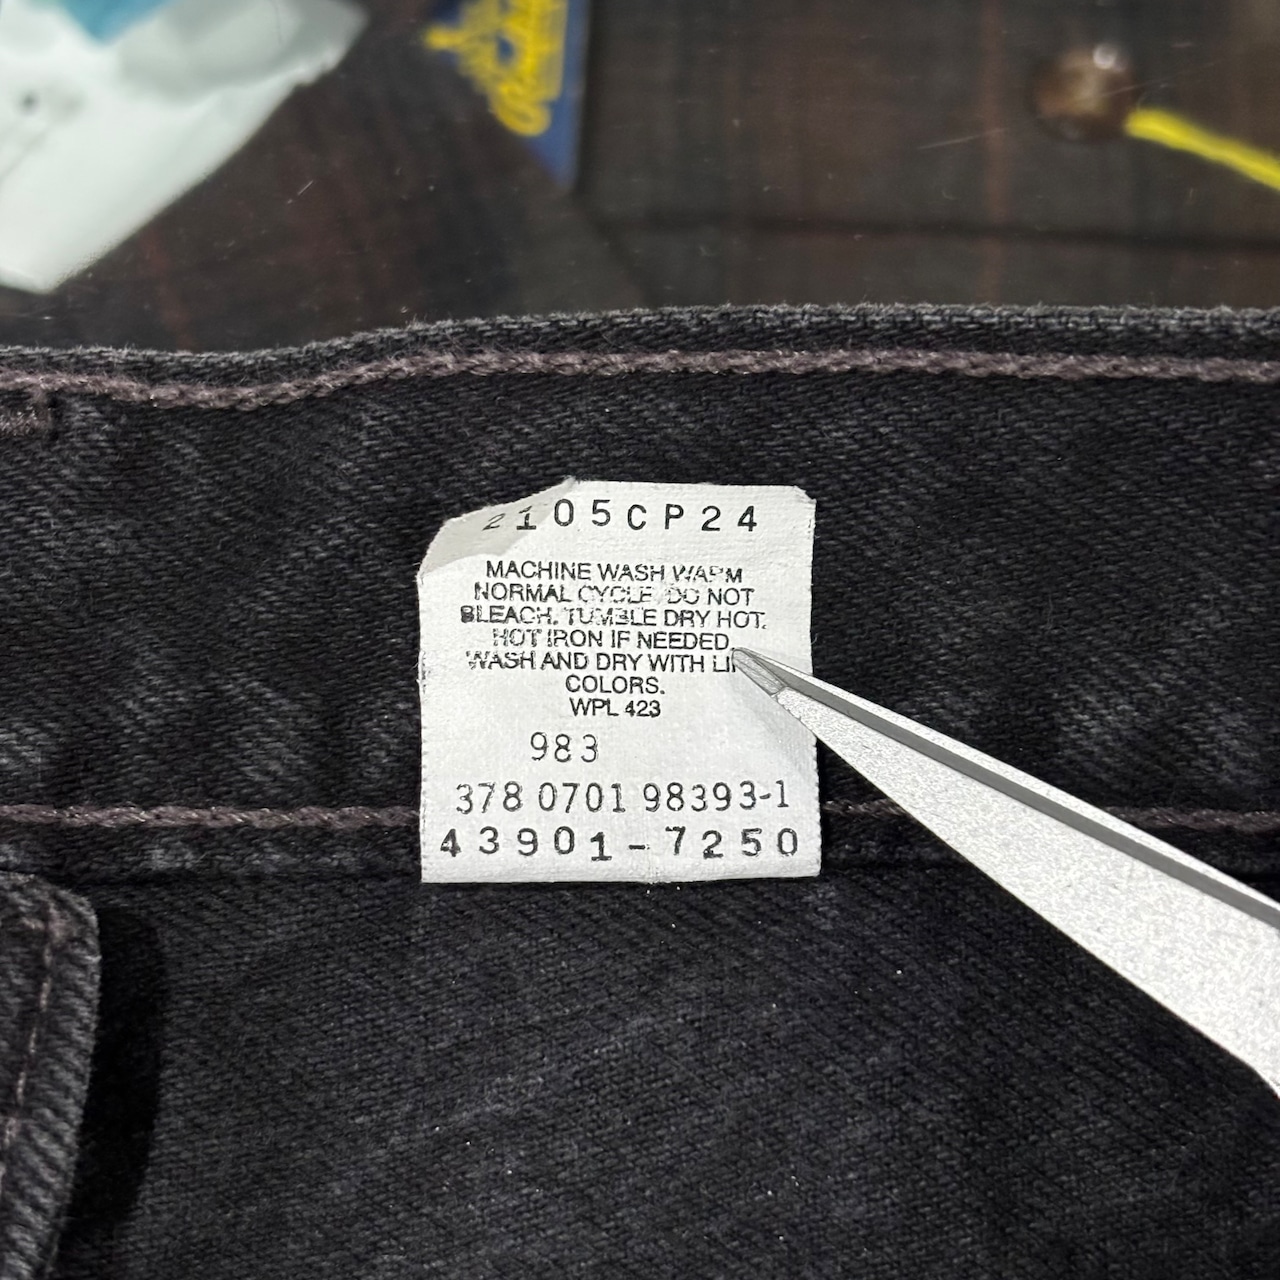 2105CP24
MACHINE WASH WARM
NORMAL CYCLE. DO NOT
BLEACH. TUMBLE DRY HOT.
HOT IRON IF NEEDED.
WASH AND DRY WITH LI
COLORS.
WPL 423
983
378 0701 98393-1
43901-7250